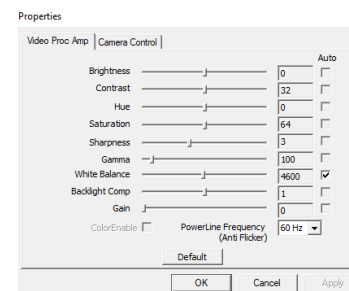 Properties
Video Proc Amp Camera Control
Auto
Brightness 0
Contrast 32
Hue 0
Saturation 64
Sharpness 3
Gamma 100
White Balance 4600
Backlight Comp 1
Gain 0
ColorEnable PowerLine Frequency 60 Hz
(Anti Flicker)
Default
OK Cancel Apply